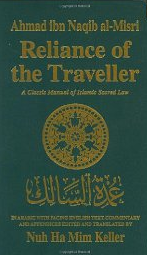 Ahmad ibn Naqib al-Misri
Reliance of
the Traveller
A Classic Manual of Islamic Sacred Law
عمدة السالك
IN ARABIC WITH FACING ENGLISH TEXT, COMMENTARY
AND APPENDICES EDITED AND TRANSLATED BY
Nuh Ha Mim Keller